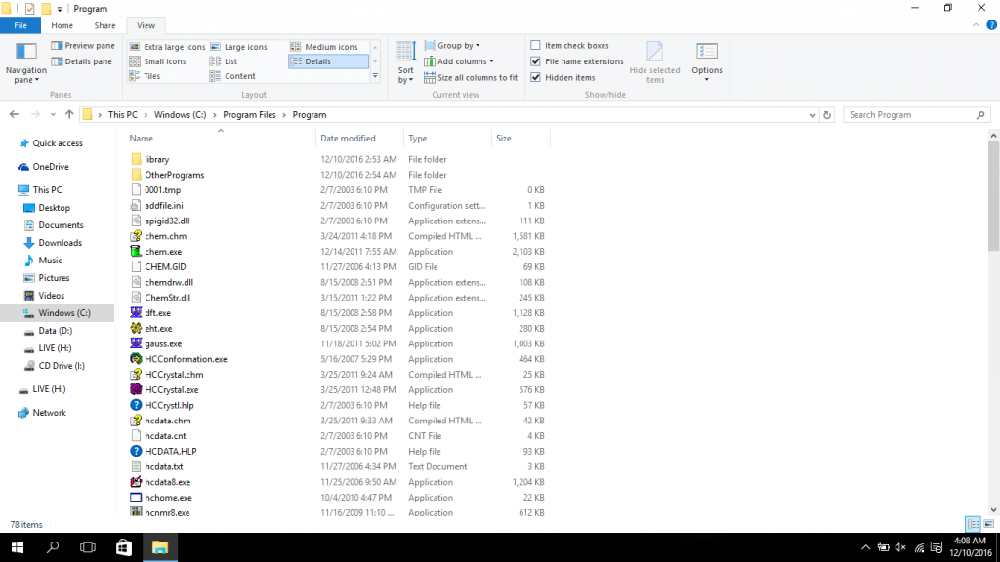 Program
File Home Share View
Navigation pane
Preview pane
Details pane
Panes
Extra large icons Large icons Medium icons
Small icons List Details
Tiles Content
Layout
Sort by
Group by
Add columns
Size all columns to fit
Current view
Item check boxes
File name extensions
Hidden items
Hide selected items
Show/hide
Options
This PC > Windows (C:) > Program Files > Program
Search Program
Quick access
OneDrive
This PC
Desktop
Documents
Downloads
Music
Pictures
Videos
Windows (C:)
Data (D:)
LIVE (H:)
CD Drive (I:)
LIVE (H:)
Network
Name Date modified Type Size
library 12/10/2016 2:53 AM File folder
OtherPrograms 12/10/2016 2:54 AM File folder
0001.tmp 2/7/2003 6:10 PM TMP File 0 KB
addfile.ini 2/7/2003 6:10 PM Configuration sett... 1 KB
apigid32.dll 2/7/2003 6:10 PM Application extens... 111 KB
chem.chm 3/24/2011 4:18 PM Compiled HTML ... 1,581 KB
chem.exe 12/14/2011 7:55 AM Application 2,103 KB
CHEM.GID 11/27/2006 4:13 PM GID File 69 KB
chemdrw.dll 8/15/2008 2:51 PM Application extens... 108 KB
ChemStr.dll 3/15/2011 1:22 PM Application extens... 245 KB
dft.exe 8/15/2008 2:58 PM Application 1,128 KB
eht.exe 8/15/2008 2:54 PM Application 280 KB
gauss.exe 11/18/2011 5:02 PM Application 1,003 KB
HCConformation.exe 5/16/2007 5:29 PM Application 464 KB
HCCrystal.chm 3/25/2011 9:24 AM Compiled HTML ... 25 KB
HCCrystal.exe 3/25/2011 12:48 PM Application 576 KB
HCCrystl.hlp 2/7/2003 6:10 PM Help file 57 KB
hcdata.chm 3/25/2011 9:33 AM Compiled HTML ... 42 KB
hcdata.cnt 2/7/2003 6:10 PM CNT File 4 KB
HCDATA.HLP 2/7/2003 6:10 PM Help file 93 KB
hcdata.txt 11/27/2006 4:34 PM Text Document 3 KB
hcdata8.exe 11/25/2006 9:50 AM Application 1,204 KB
hchome.exe 10/4/2010 4:47 PM Application 22 KB
hcnmr8.exe 11/16/2009 11:10 ... Application 612 KB
78 items
4:08 AM
12/10/2016